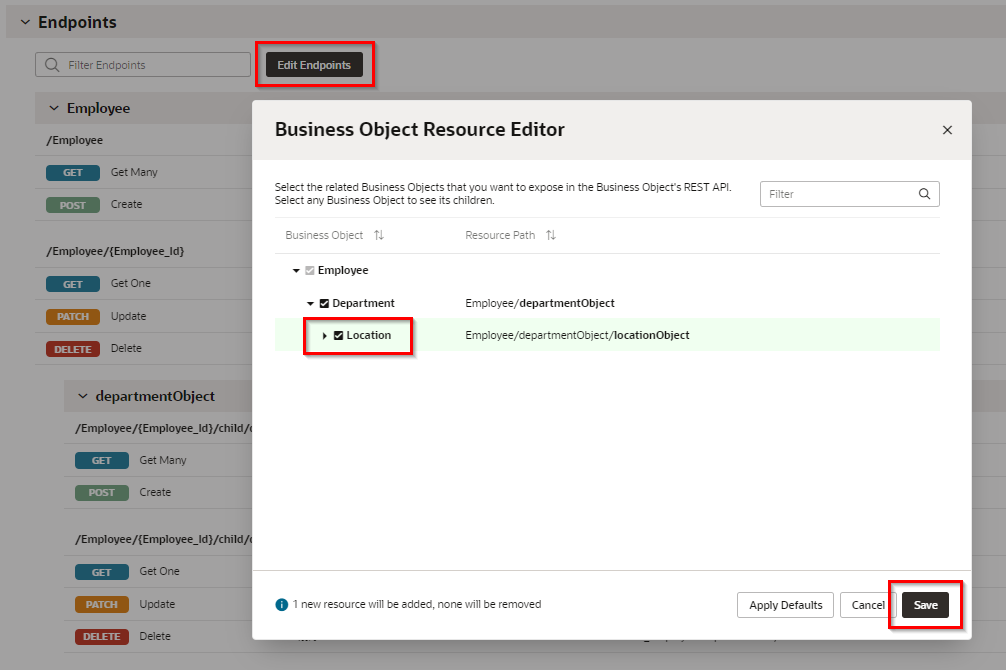 Endpoints
Filter Endpoints
Edit Endpoints
Employee
/Employee
GET Get Many
POST Create
/Employee/{Employee_Id}
GET Get One
PATCH Update
DELETE Delete
departmentObject
/Employee/{Employee_Id}/child/
GET Get Many
POST Create
/Employee/{Employee_Id}/child/
GET Get One
PATCH Update
DELETE Delete
Business Object Resource Editor
Select the related Business Objects that you want to expose in the Business Object's REST API.
Select any Business Object to see its children.
Filter
Business Object Resource Path
Employee
Department Employee/departmentObject
Location Employee/departmentObject/locationObject
1 new resource will be added, none will be removed
Apply Defaults Cancel Save